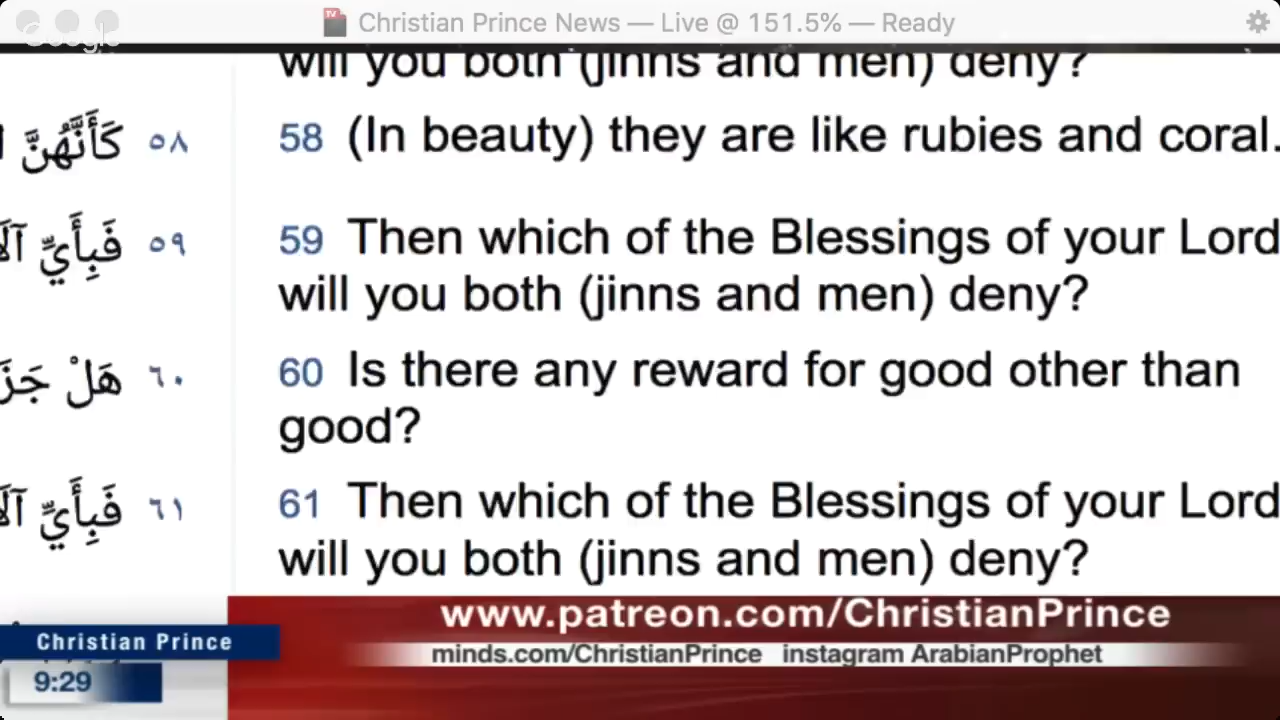 Christian Prince News — Live @ 151.5% — Ready
Google
will you both (jinns and men) deny?
كَأَنَّهُنَّ ٥٨
58 (In beauty) they are like rubies and coral.
فَبِأَيِّ ٥٩
59 Then which of the Blessings of your Lord
will you both (jinns and men) deny?
هَلْ ٦٠
60 Is there any reward for good other than
good?
فَبِأَيِّ ٦١
61 Then which of the Blessings of your Lord
will you both (jinns and men) deny?
www.patreon.com/ChristianPrince
Christian Prince
minds.com/ChristianPrince instagram ArabianProphet
9:29